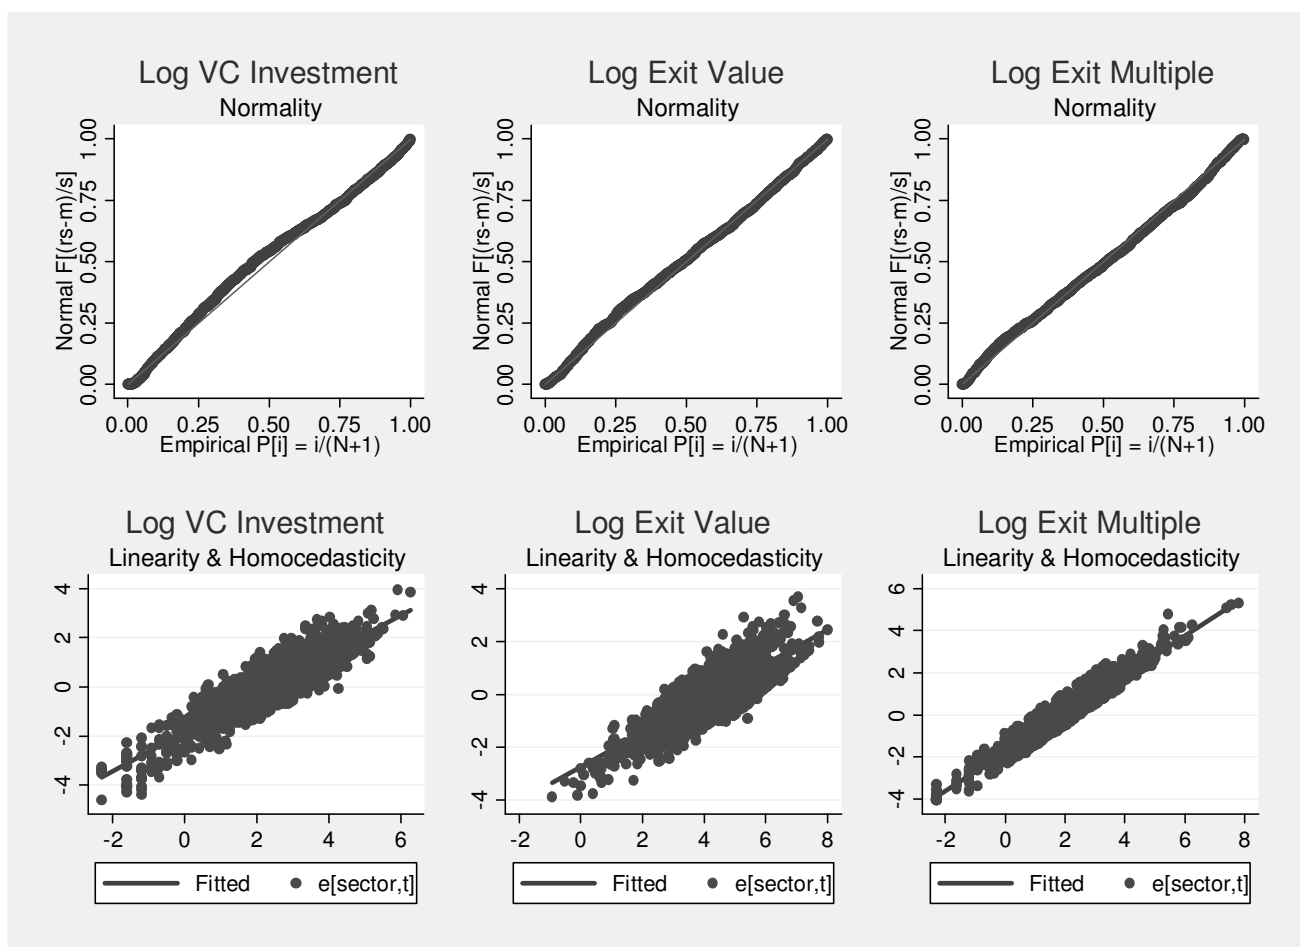 Log VC Investment
Normality
Normal F[(rs-m)/s]
0.00 0.25 0.50 0.75 1.00
0.00 0.25 0.50 0.75 1.00
Empirical P[i] = i/(N+1)
Log Exit Value
Normality
Normal F[(rs-m)/s]
0.00 0.25 0.50 0.75 1.00
0.00 0.25 0.50 0.75 1.00
Empirical P[i] = i/(N+1)
Log Exit Multiple
Normality
Normal F[(rs-m)/s]
0.00 0.25 0.50 0.75 1.00
0.00 0.25 0.50 0.75 1.00
Empirical P[i] = i/(N+1)
Log VC Investment
Linearity & Homocedasticity
-4 -2 0 2 4
-2 0 2 4 6
Fitted e[sector,t]
Log Exit Value
Linearity & Homocedasticity
-4 -2 0 2 4
-2 0 2 4 6 8
Fitted e[sector,t]
Log Exit Multiple
Linearity & Homocedasticity
-4 -2 0 2 4 6
-2 0 2 4 6 8
Fitted e[sector,t]